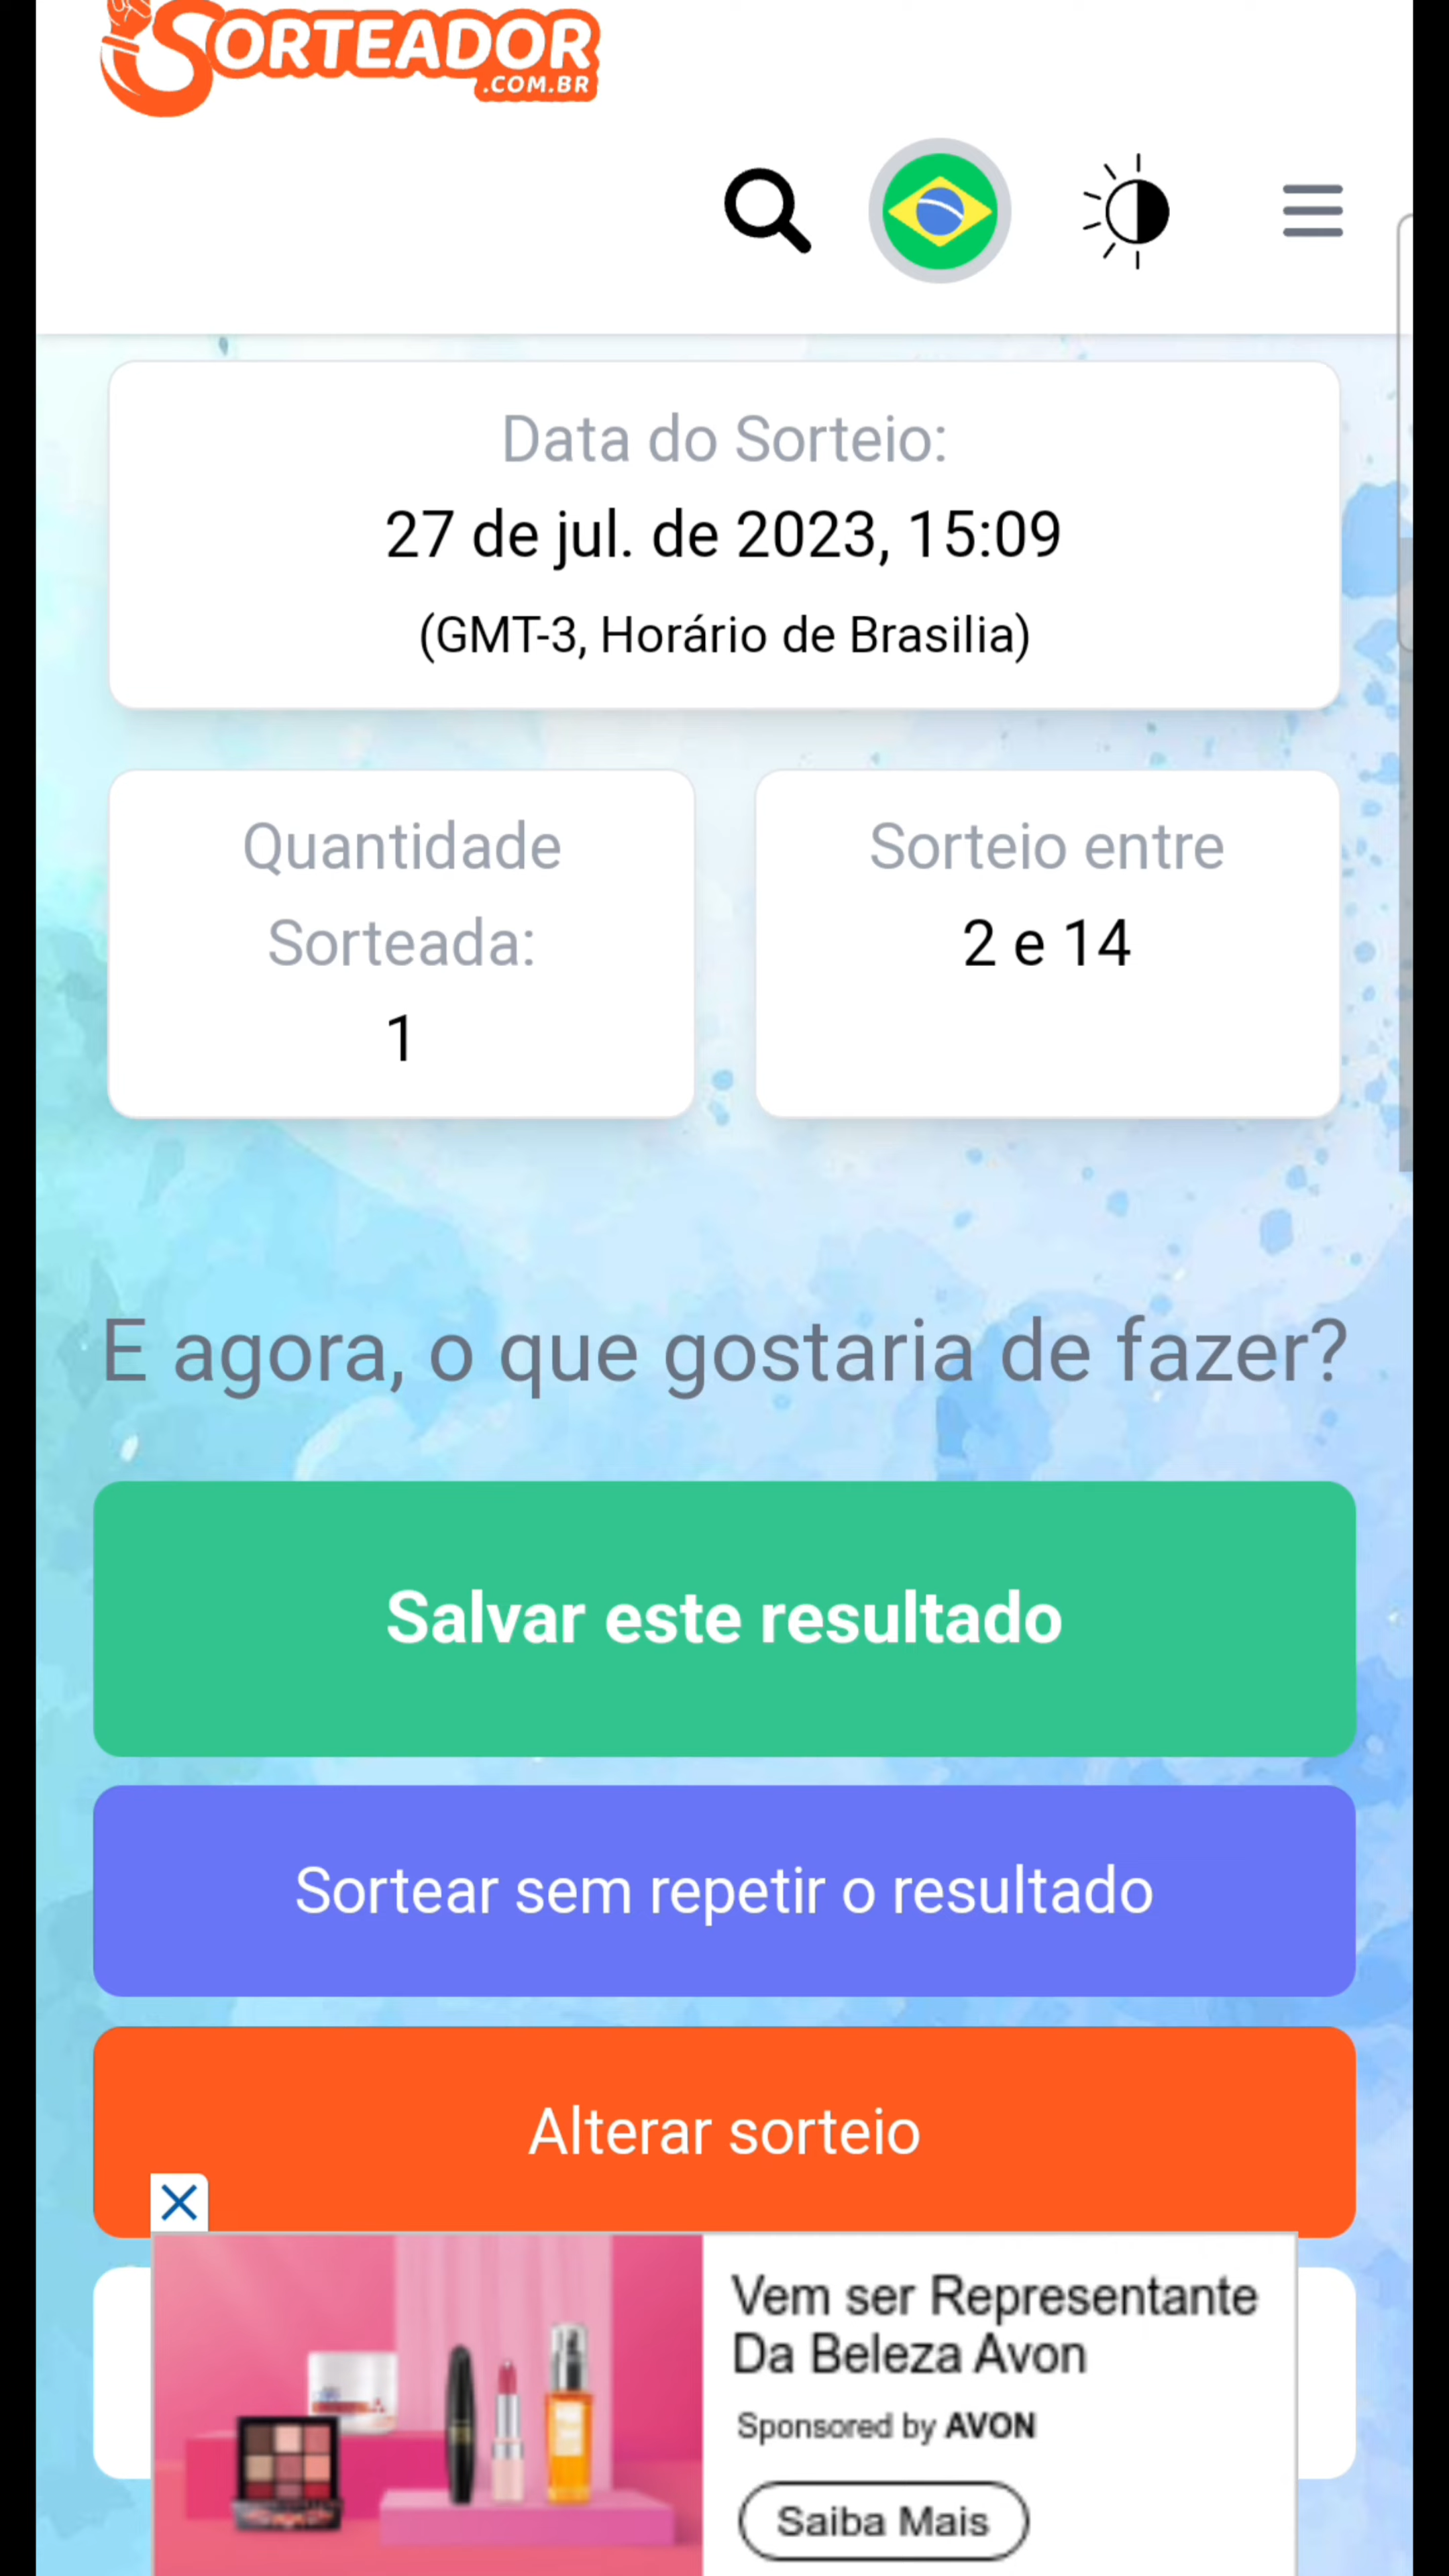 SORTEADOR
.COM.BR
Data do Sorteio:
27 de jul. de 2023, 15:09
(GMT-3, Horário de Brasilia)
Quantidade
Sorteada:
1
Sorteio entre
2 e 14
E agora, o que gostaria de fazer?
Salvar este resultado
Sortear sem repetir o resultado
Alterar sorteio
Vem ser Representante
Da Beleza Avon
Sponsored by AVON
Saiba Mais